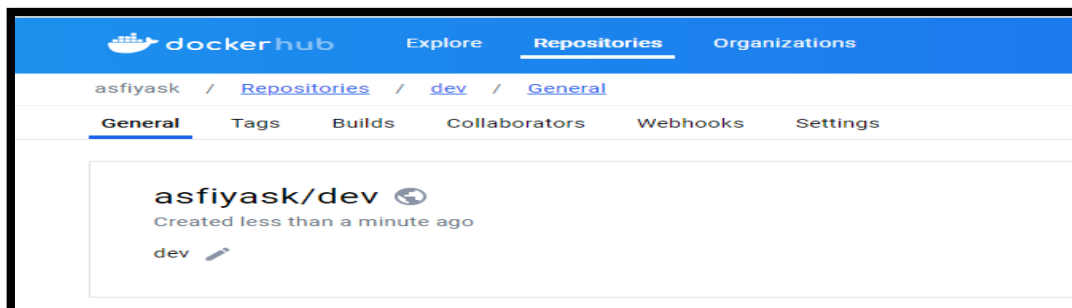 dockerhub Explore Repositories Organizations
asfiyask / Repositories / dev / General
General Tags Builds Collaborators Webhooks Settings
asfiyask/dev
Created less than a minute ago
dev